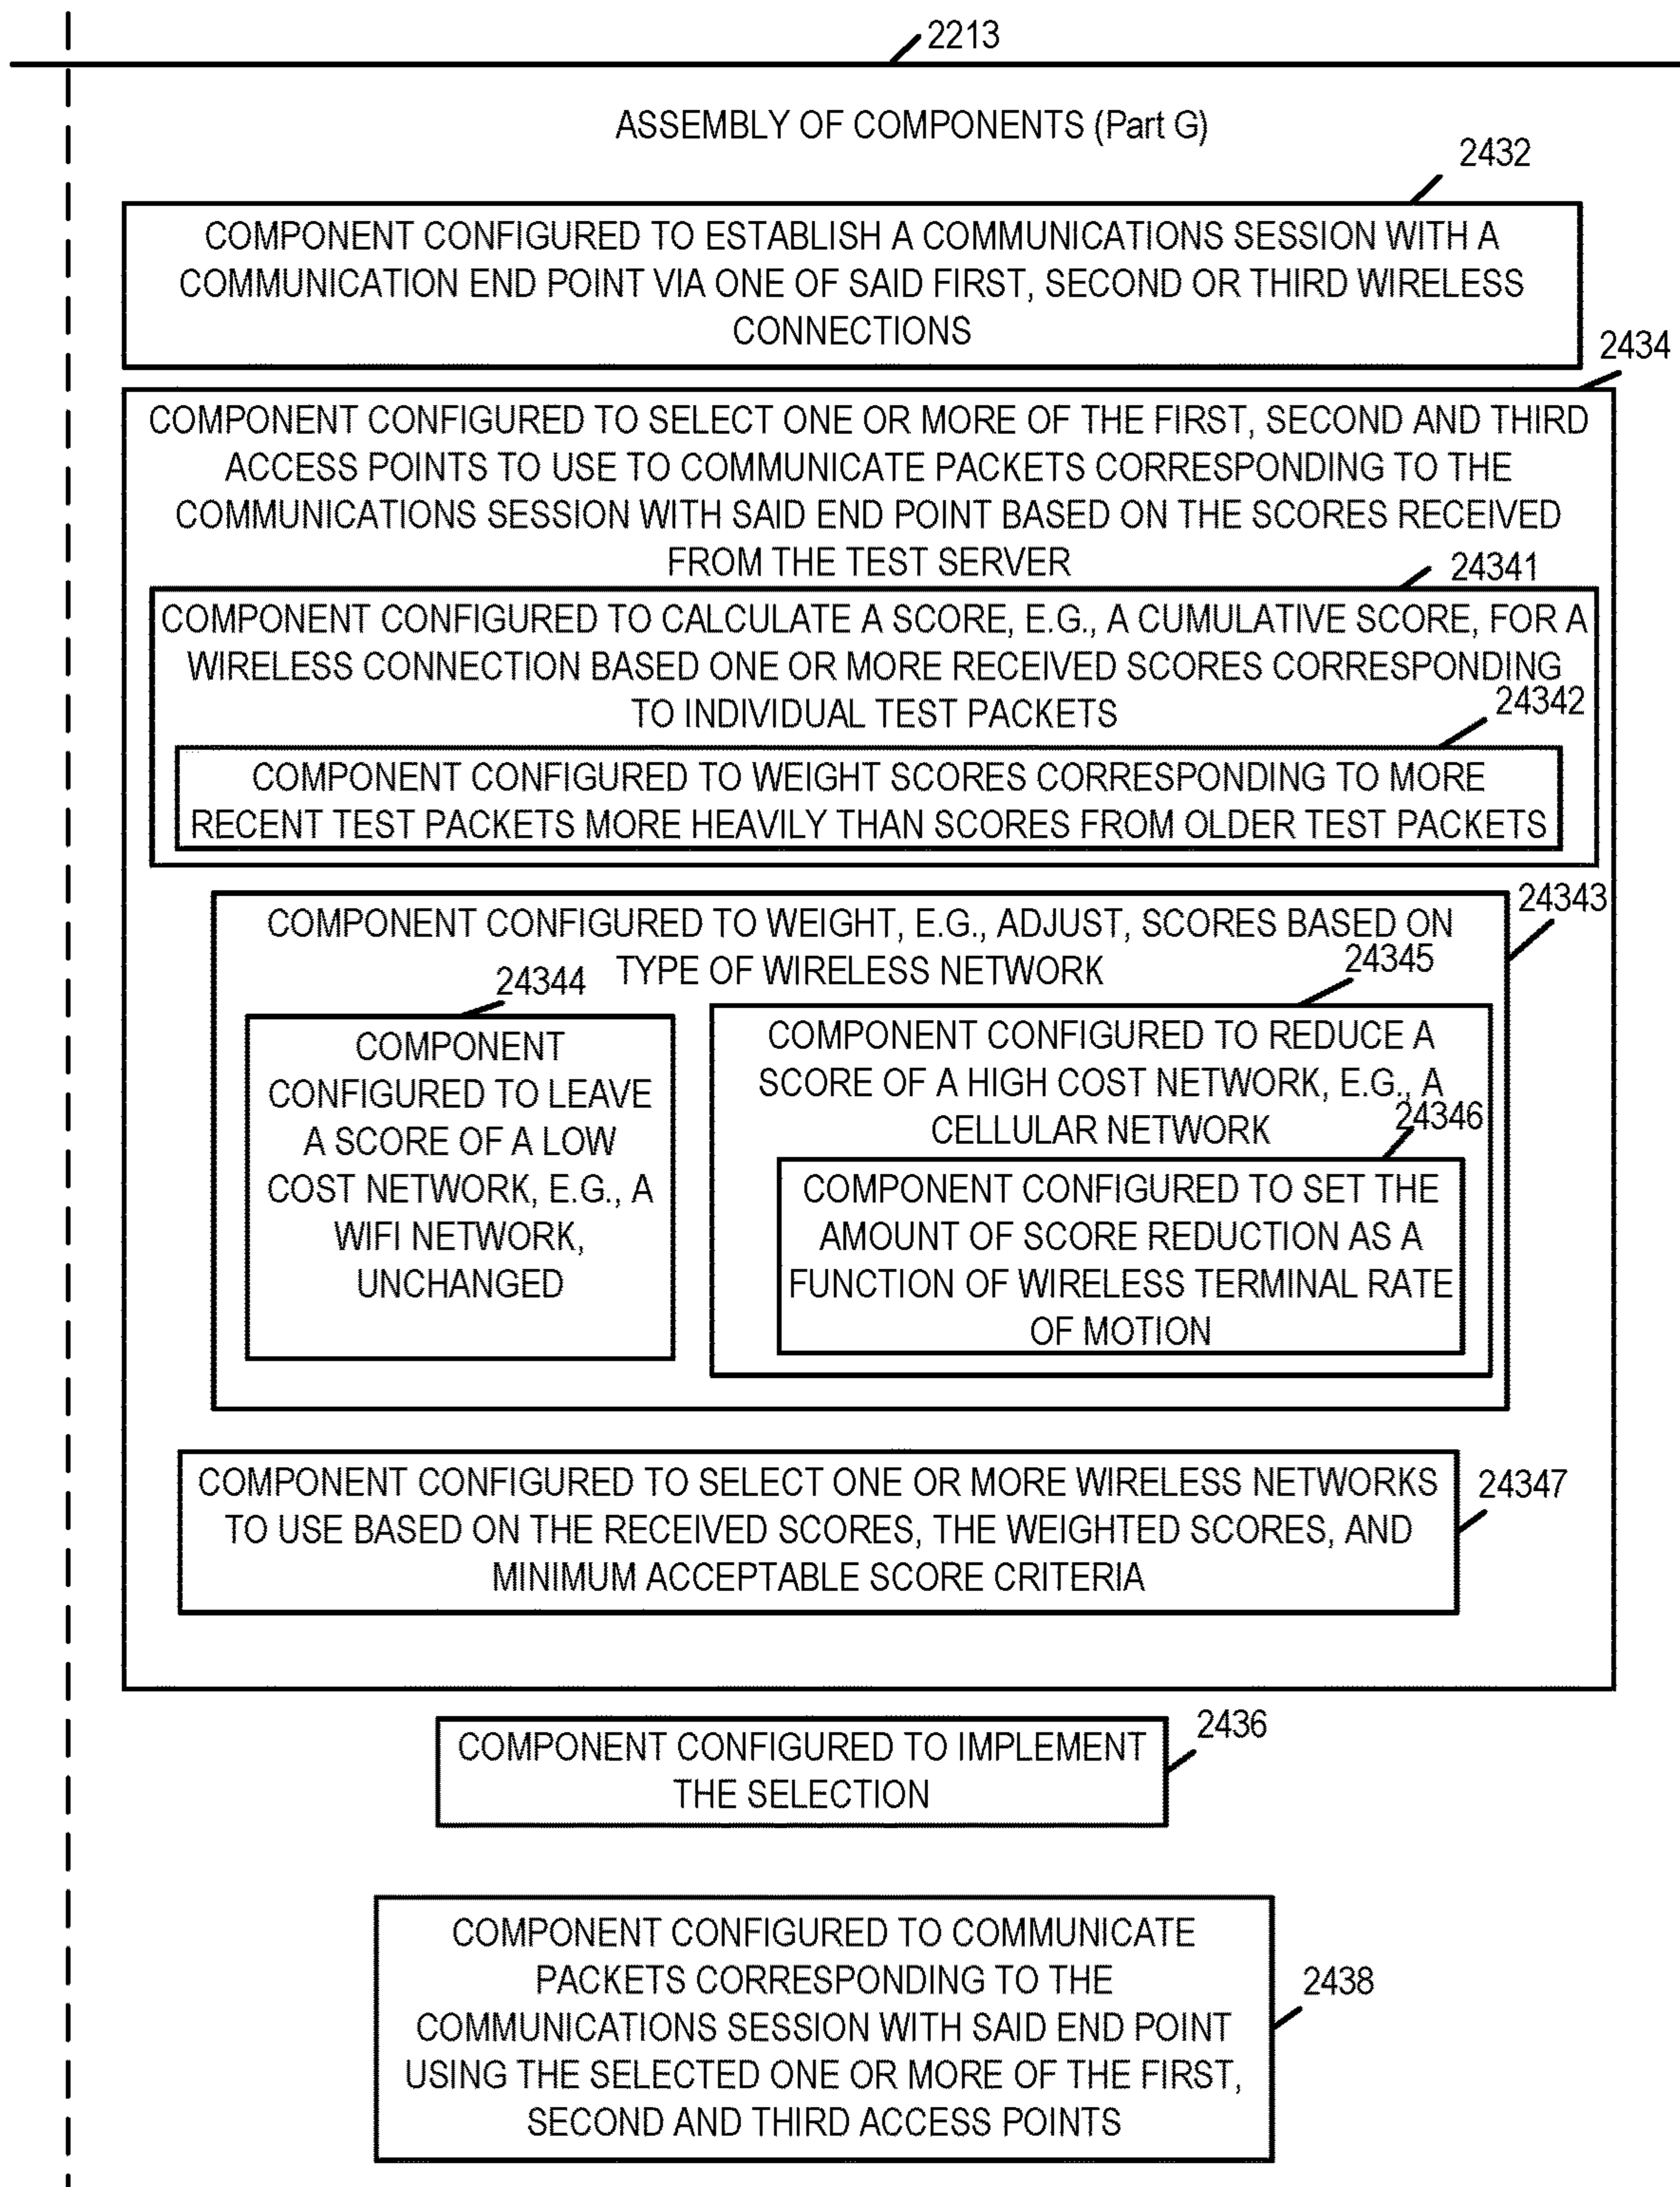 2213
ASSEMBLY OF COMPONENTS (Part G)
2432
COMPONENT CONFIGURED TO ESTABLISH A COMMUNICATIONS SESSION WITH A
COMMUNICATION END POINT VIA ONE OF SAID FIRST, SECOND OR THIRD WIRELESS
CONNECTIONS
2434
COMPONENT CONFIGURED TO SELECT ONE OR MORE OF THE FIRST, SECOND AND THIRD
ACCESS POINTS TO USE TO COMMUNICATE PACKETS CORRESPONDING TO THE
COMMUNICATIONS SESSION WITH SAID END POINT BASED ON THE SCORES RECEIVED
FROM THE TEST SERVER
24341
COMPONENT CONFIGURED TO CALCULATE A SCORE, E.G., A CUMULATIVE SCORE, FOR A
WIRELESS CONNECTION BASED ONE OR MORE RECEIVED SCORES CORRESPONDING
TO INDIVIDUAL TEST PACKETS
24342
COMPONENT CONFIGURED TO WEIGHT SCORES CORRESPONDING TO MORE
RECENT TEST PACKETS MORE HEAVILY THAN SCORES FROM OLDER TEST PACKETS
24343
COMPONENT CONFIGURED TO WEIGHT, E.G., ADJUST, SCORES BASED ON
TYPE OF WIRELESS NETWORK
24344
COMPONENT
CONFIGURED TO LEAVE
A SCORE OF A LOW
COST NETWORK, E.G., A
WIFI NETWORK,
UNCHANGED
24345
COMPONENT CONFIGURED TO REDUCE A
SCORE OF A HIGH COST NETWORK, E.G., A
CELLULAR NETWORK
24346
COMPONENT CONFIGURED TO SET THE
AMOUNT OF SCORE REDUCTION AS A
FUNCTION OF WIRELESS TERMINAL RATE
OF MOTION
COMPONENT CONFIGURED TO SELECT ONE OR MORE WIRELESS NETWORKS
TO USE BASED ON THE RECEIVED SCORES, THE WEIGHTED SCORES, AND
MINIMUM ACCEPTABLE SCORE CRITERIA
24347
COMPONENT CONFIGURED TO IMPLEMENT
THE SELECTION
2436
COMPONENT CONFIGURED TO COMMUNICATE
PACKETS CORRESPONDING TO THE
COMMUNICATIONS SESSION WITH SAID END POINT
USING THE SELECTED ONE OR MORE OF THE FIRST,
SECOND AND THIRD ACCESS POINTS
2438